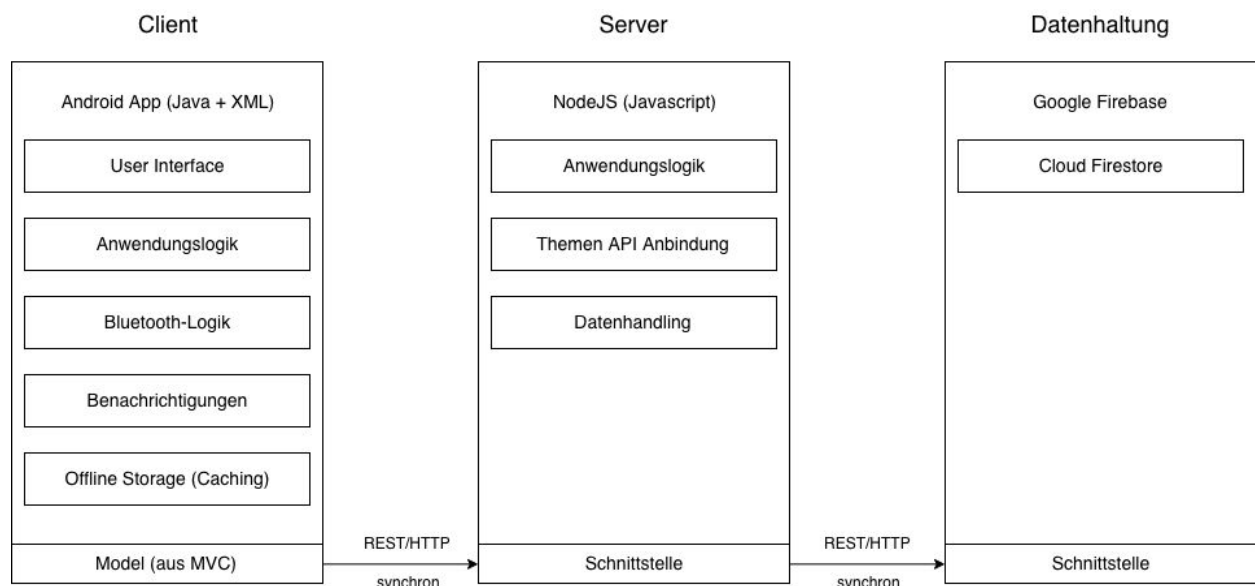 Client
Server
Datenhaltung
Android App (Java + XML)
User Interface
Anwendungslogik
Bluetooth-Logik
Benachrichtigungen
Offline Storage (Caching)
Model (aus MVC)
REST/HTTP
synchron
NodeJS (Javascript)
Anwendungslogik
Themen API Anbindung
Datenhandling
Schnittstelle
REST/HTTP
synchron
Google Firebase
Cloud Firestore
Schnittstelle